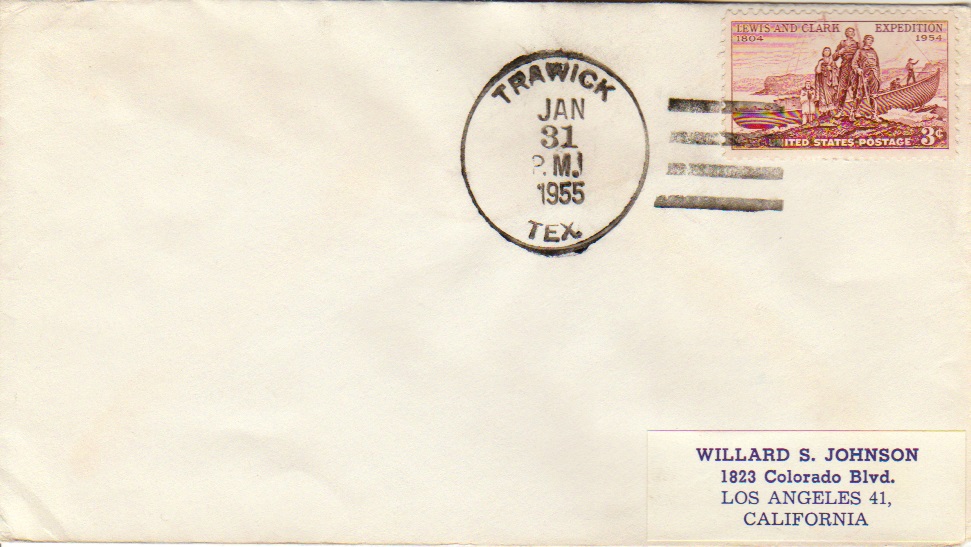 LEWIS AND CLARK EXPEDITION
1804 1954
UNITED STATES POSTAGE 3¢
TRAWICK
JAN
31
P.M.
1955
TEX.
WILLARD S. JOHNSON
1823 Colorado Blvd.
LOS ANGELES 41,
CALIFORNIA